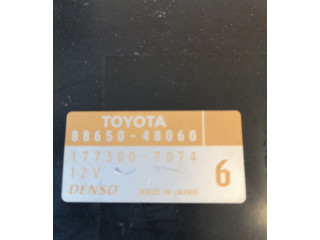 TOYOTA
88650-48060
177300-7074
12V
6
DENSO MADE IN JAPAN